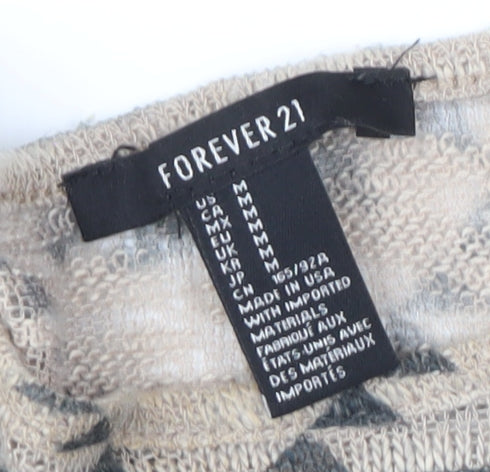 FOREVER 21
US M
CA M
MX M
EU M
UK M
KR M
JP M
CN 165/92A
MADE IN USA
WITH IMPORTED
MATERIALS
FABRIQUÉ AUX
ÉTATS-UNIS AVEC
DES MATERIAUX
IMPORTÉS